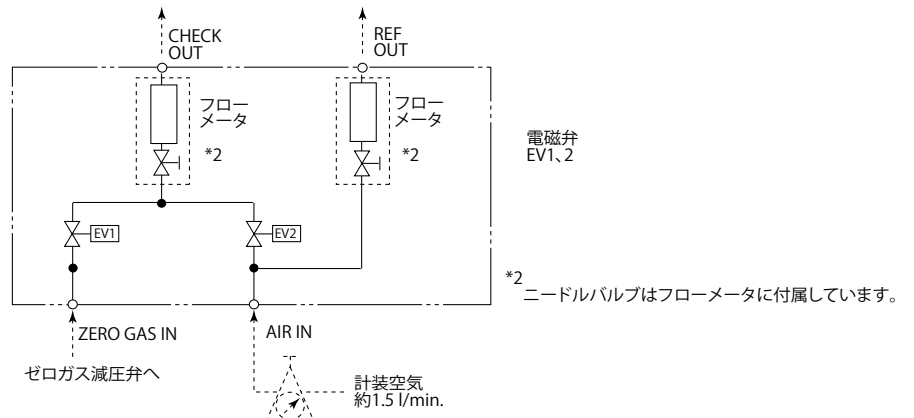 CHECK
OUT
REF
OUT
フロー
メータ
*2
フロー
メータ
*2
電磁弁
EV1、2
EV1
EV2
*2
ニードルバルブはフローメータに付属しています。
ZERO GAS IN
AIR IN
ゼロガス減圧弁へ
計装空気
約1.5 l/min.